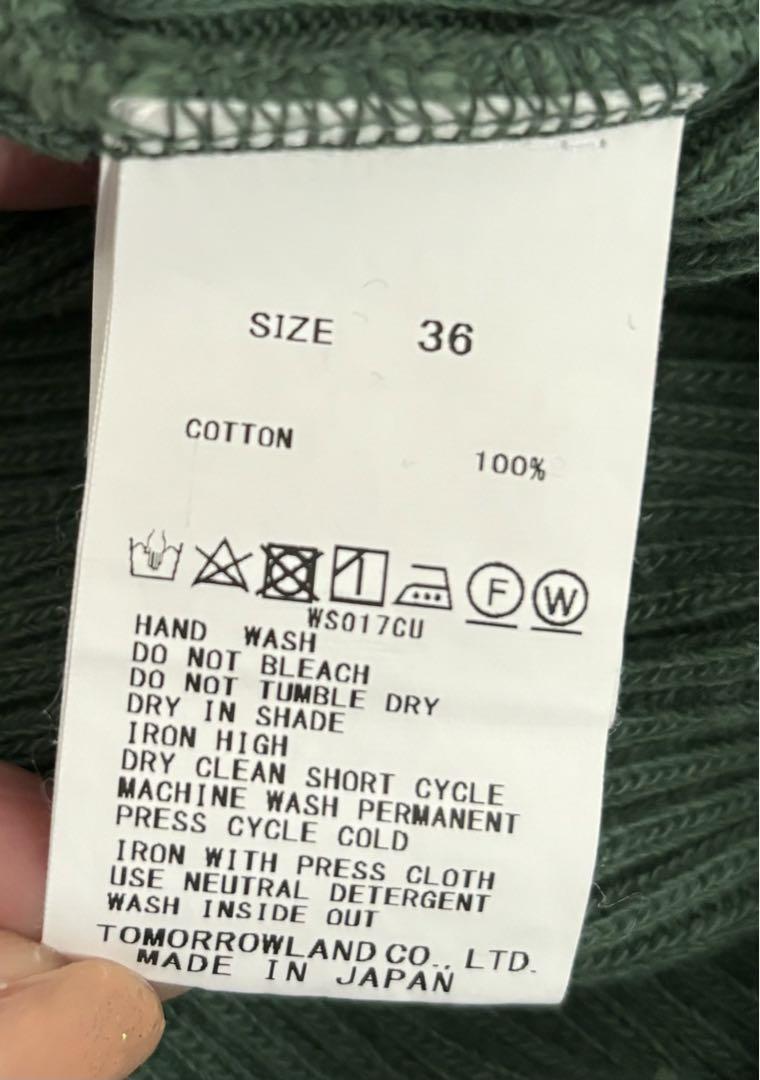 SIZE 36
COTTON 100%
F W
WS017CU
HAND WASH
DO NOT BLEACH
DO NOT TUMBLE DRY
DRY IN SHADE
IRON HIGH
DRY CLEAN SHORT CYCLE
MACHINE WASH PERMANENT
PRESS CYCLE COLD
IRON WITH PRESS CLOTH
USE NEUTRAL DETERGENT
WASH INSIDE OUT
TOMORROWLAND CO., LTD.
MADE IN JAPAN